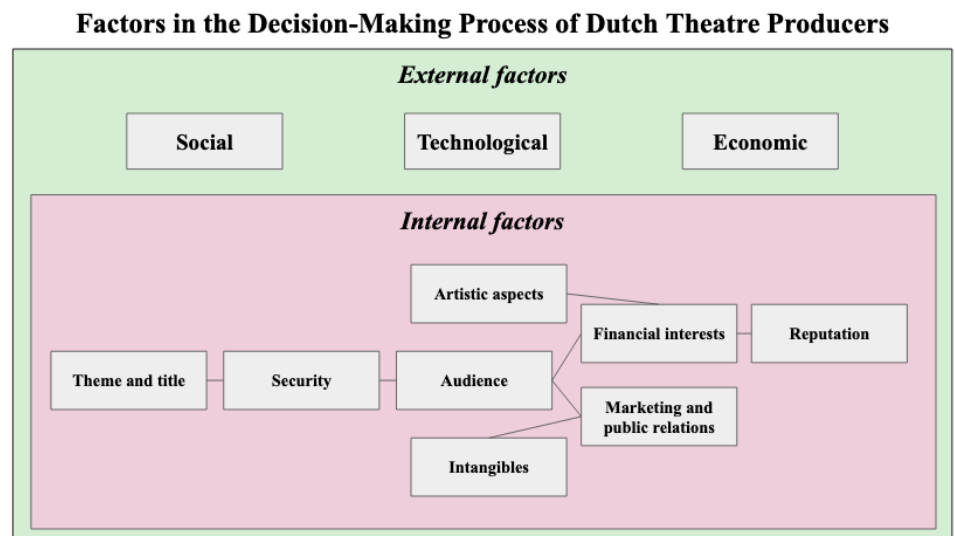 Factors in the Decision-Making Process of Dutch Theatre Producers
External factors
Social
Technological
Economic
Internal factors
Artistic aspects
Financial interests
Reputation
Theme and title
Security
Audience
Marketing and
public relations
Intangibles